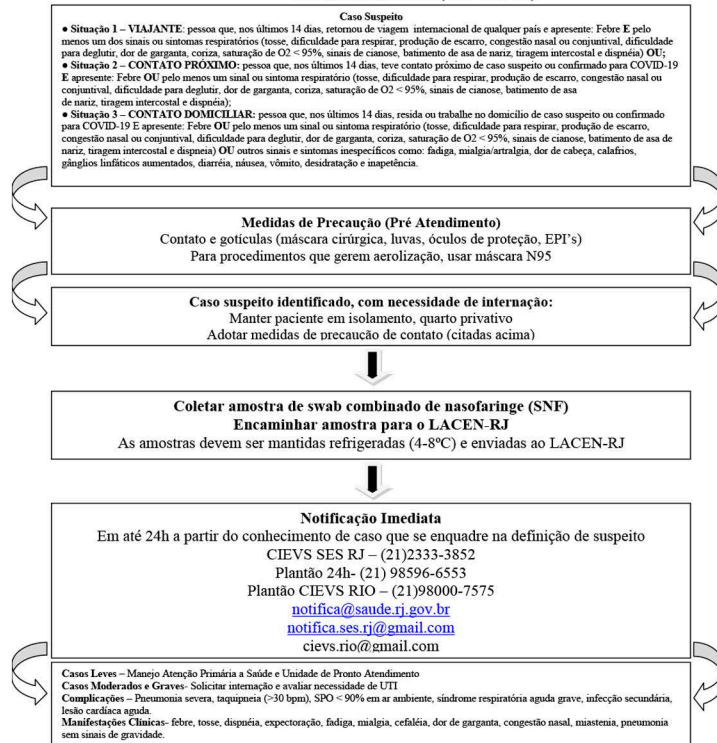 Caso Suspeito
● Situação 1 – VIAJANTE: pessoa que, nos últimos 14 dias, retornou de viagem internacional de qualquer país e apresente: Febre E pelo
menos um dos sinais ou sintomas respiratórios (tosse, dificuldade para respirar, produção de escarro, congestão nasal ou conjuntival, dificuldade
para deglutir, dor de garganta, coriza, saturação de O2 < 95%, sinais de cianose, batimento de asa de nariz, tiragem intercostal e dispnéia) OU;
● Situação 2 – CONTATO PRÓXIMO: pessoa que, nos últimos 14 dias, teve contato próximo de caso suspeito ou confirmado para COVID-19
E apresente: Febre OU pelo menos um sinal ou sintoma respiratório (tosse, dificuldade para respirar, produção de escarro, congestão nasal ou
conjuntival, dificuldade para deglutir, dor de garganta, coriza, saturação de O2 < 95%, sinais de cianose, batimento de asa
de nariz, tiragem intercostal e dispnéia);
● Situação 3 – CONTATO DOMICILIAR: pessoa que, nos últimos 14 dias, resida ou trabalhe no domicílio de caso suspeito ou confirmado
para COVID-19 E apresente: Febre OU pelo menos um sinal ou sintoma respiratório (tosse, dificuldade para respirar, produção de escarro,
congestão nasal ou conjuntival, dificuldade para deglutir, dor de garganta, coriza, saturação de O2 < 95%, sinais de cianose, batimento de asa de
nariz, tiragem intercostal e dispneia) OU outros sinais e sintomas inespecíficos como: fadiga, mialgia/artralgia, dor de cabeça, calafrios,
gânglios linfáticos aumentados, diarréia, náusea, vômito, desidratação e inapetência.
Medidas de Precaução (Pré Atendimento)
Contato e gotículas (máscara cirúrgica, luvas, óculos de proteção, EPI’s)
Para procedimentos que gerem aerolização, usar máscara N95
Caso suspeito identificado, com necessidade de internação:
Manter paciente em isolamento, quarto privativo
Adotar medidas de precaução de contato (citadas acima)
Coletar amostra de swab combinado de nasofaringe (SNF)
Encaminhar amostra para o LACEN-RJ
As amostras devem ser mantidas refrigeradas (4-8ºC) e enviadas ao LACEN-RJ
Notificação Imediata
Em até 24h a partir do conhecimento de caso que se enquadre na definição de suspeito
CIEVS SES RJ – (21)2333-3852
Plantão 24h- (21) 98596-6553
Plantão CIEVS RIO – (21)98000-7575
notifica@saude.rj.gov.br
notifica.ses.rj@gmail.com
cievs.rio@gmail.com
Casos Leves – Manejo Atenção Primária a Saúde e Unidade de Pronto Atendimento
Casos Moderados e Graves- Solicitar internação e avaliar necessidade de UTI
Complicações – Pneumonia severa, taquipneia (>30 bpm), SPO < 90% em ar ambiente, síndrome respiratória aguda grave, infecção secundária,
lesão cardíaca aguda.
Manifestações Clínicas- febre, tosse, dispnéia, expectoração, fadiga, mialgia, cefaléia, dor de garganta, congestão nasal, miastenia, pneumonia
sem sinais de gravidade.